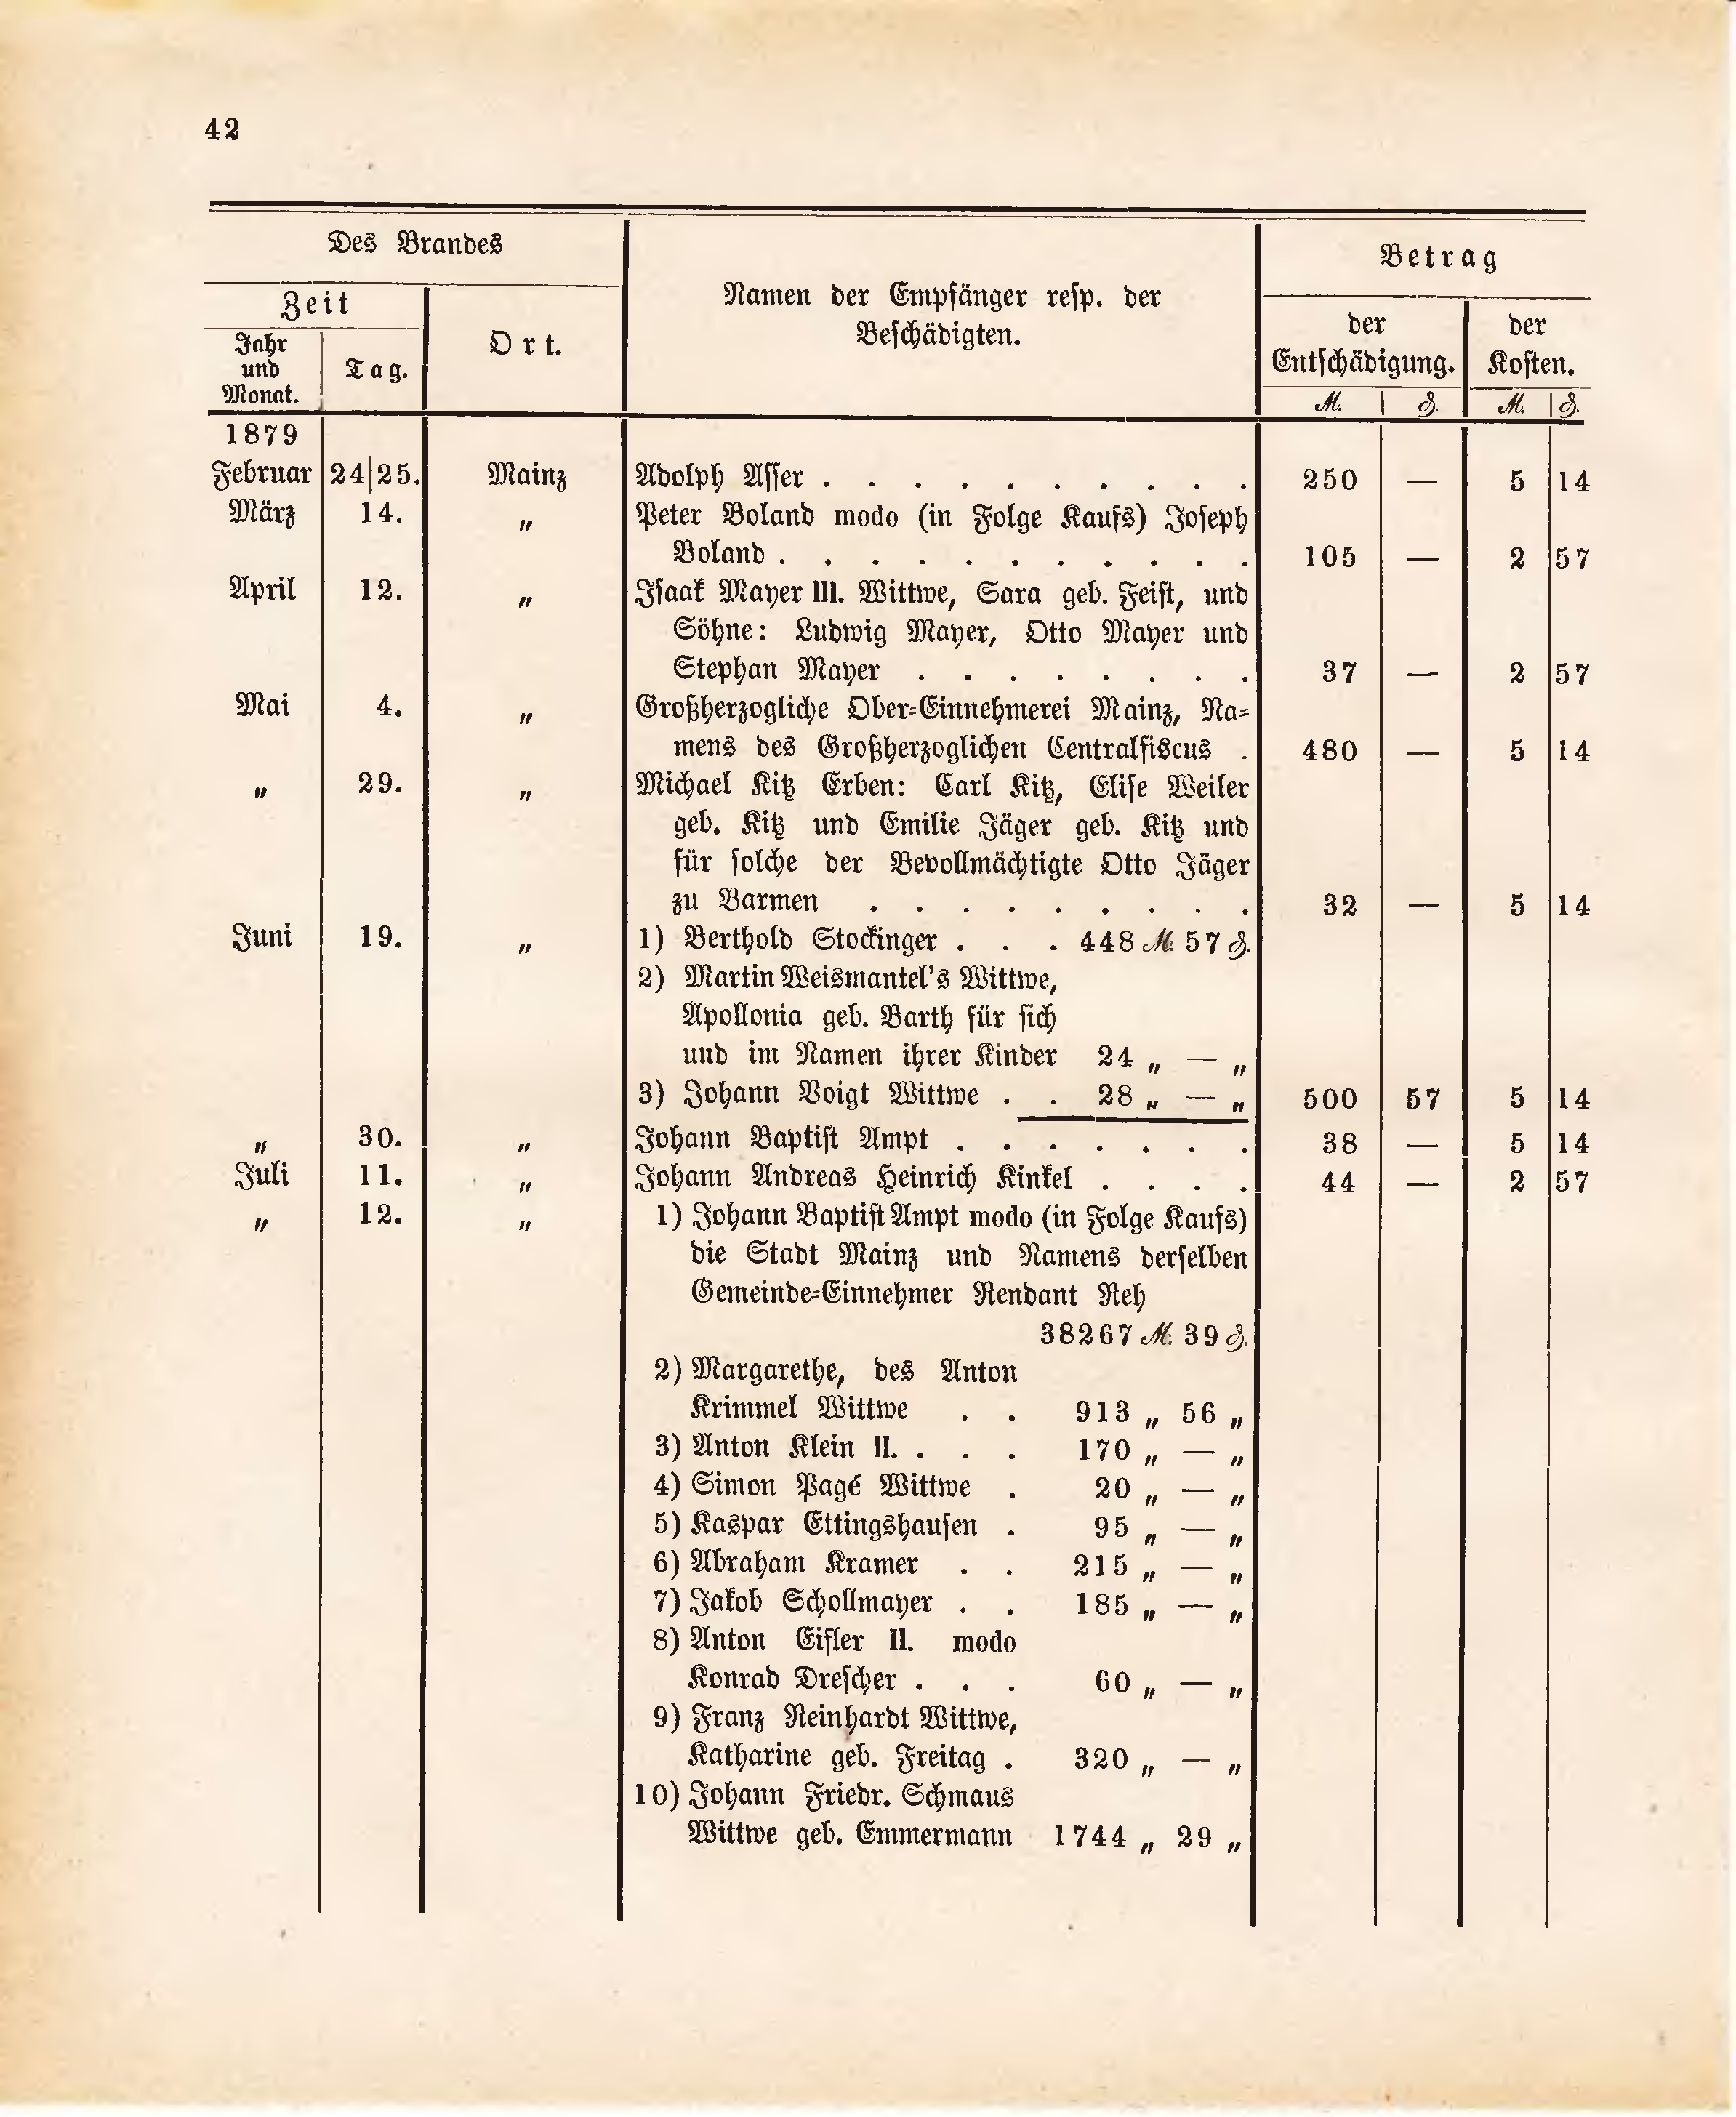 42
Des Brandes
Namen der Empfänger resp. der
Beschädigten.
Betrag
Zeit
Ort.
der
Entschädigung.
der
Kosten.
Jahr
und
Monat.
Tag.
ℳ. ₰. ℳ. ₰.
1879
Februar 24|25. Mainz Adolph Asser . . . . . . . . . . 250 — 5 14
März 14. „ Peter Boland modo (in Folge Kaufs) Joseph
Boland . . . . . . . . . . . 105 — 2 57
April 12. „ Isaak Mayer III. Wittwe, Sara geb. Feist, und
Söhne: Ludwig Mayer, Otto Mayer und
Stephan Mayer . . . . . . . . 37 — 2 57
Mai 4. „ Großherzogliche Ober-Einnehmerei Mainz, Na-
mens des Großherzoglichen Centralfiscus . 480 — 5 14
„ 29. „ Michael Kitz Erben: Carl Kitz, Elise Weiler
geb. Kitz und Emilie Jäger geb. Kitz und
für solche der Bevollmächtigte Otto Jäger
zu Barmen . . . . . . . . . 32 — 5 14
Juni 19. „ 1) Berthold Stockinger . . . 448 ℳ. 57 ₰.
2) Martin Weismantel's Wittwe,
Apollonia geb. Barth für sich
und im Namen ihrer Kinder 24 „ — „
3) Johann Voigt Wittwe . . 28 „ — „ 500 57 5 14
„ 30. „ Johann Baptist Ampt . . . . . . . 38 — 5 14
Juli 11. „ Johann Andreas Heinrich Kinkel . . . . 44 — 2 57
„ 12. „ 1) Johann Baptist Ampt modo (in Folge Kaufs)
die Stadt Mainz und Namens derselben
Gemeinde-Einnehmer Rendant Reh
38267 ℳ. 39 ₰.
2) Margarethe, des Anton
Krimmel Wittwe . . 913 „ 56 „
3) Anton Klein II. . . . 170 „ — „
4) Simon Pagé Wittwe . 20 „ — „
5) Kaspar Ettingshausen . 95 „ — „
6) Abraham Kramer . . 215 „ — „
7) Jakob Schollmayer . . 185 „ — „
8) Anton Eisler II. modo
Konrad Drescher . . . 60 „ — „
9) Franz Reinhardt Wittwe,
Katharine geb. Freitag . 320 „ — „
10) Johann Friedr. Schmaus
Wittwe geb. Emmermann 1744 „ 29 „